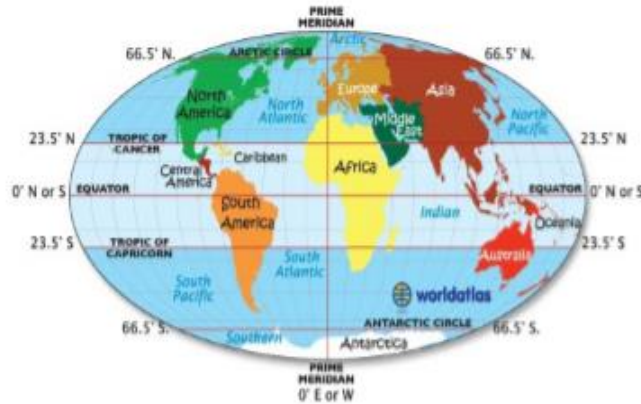 PRIME
MERIDIAN
66.5' N.
ARCTIC CIRCLE
Arctic
66.5' N.
North
America
North
Atlantic
Europe
Asia
Middle
East
North
Pacific
23.5' N
TROPIC OF
CANCER
Caribbean
23.5' N
Central
America
Africa
0' N or S
EQUATOR
South
America
Indian
EQUATOR
0' N or S
Oceania
23.5' S
TROPIC OF
CAPRICORN
South
Atlantic
Australia
23.5' S
South
Pacific
worldatlas
66.5' S.
Southern
ANTARCTIC CIRCLE
66.5' S.
Antarctica
PRIME
MERIDIAN
0' E or W